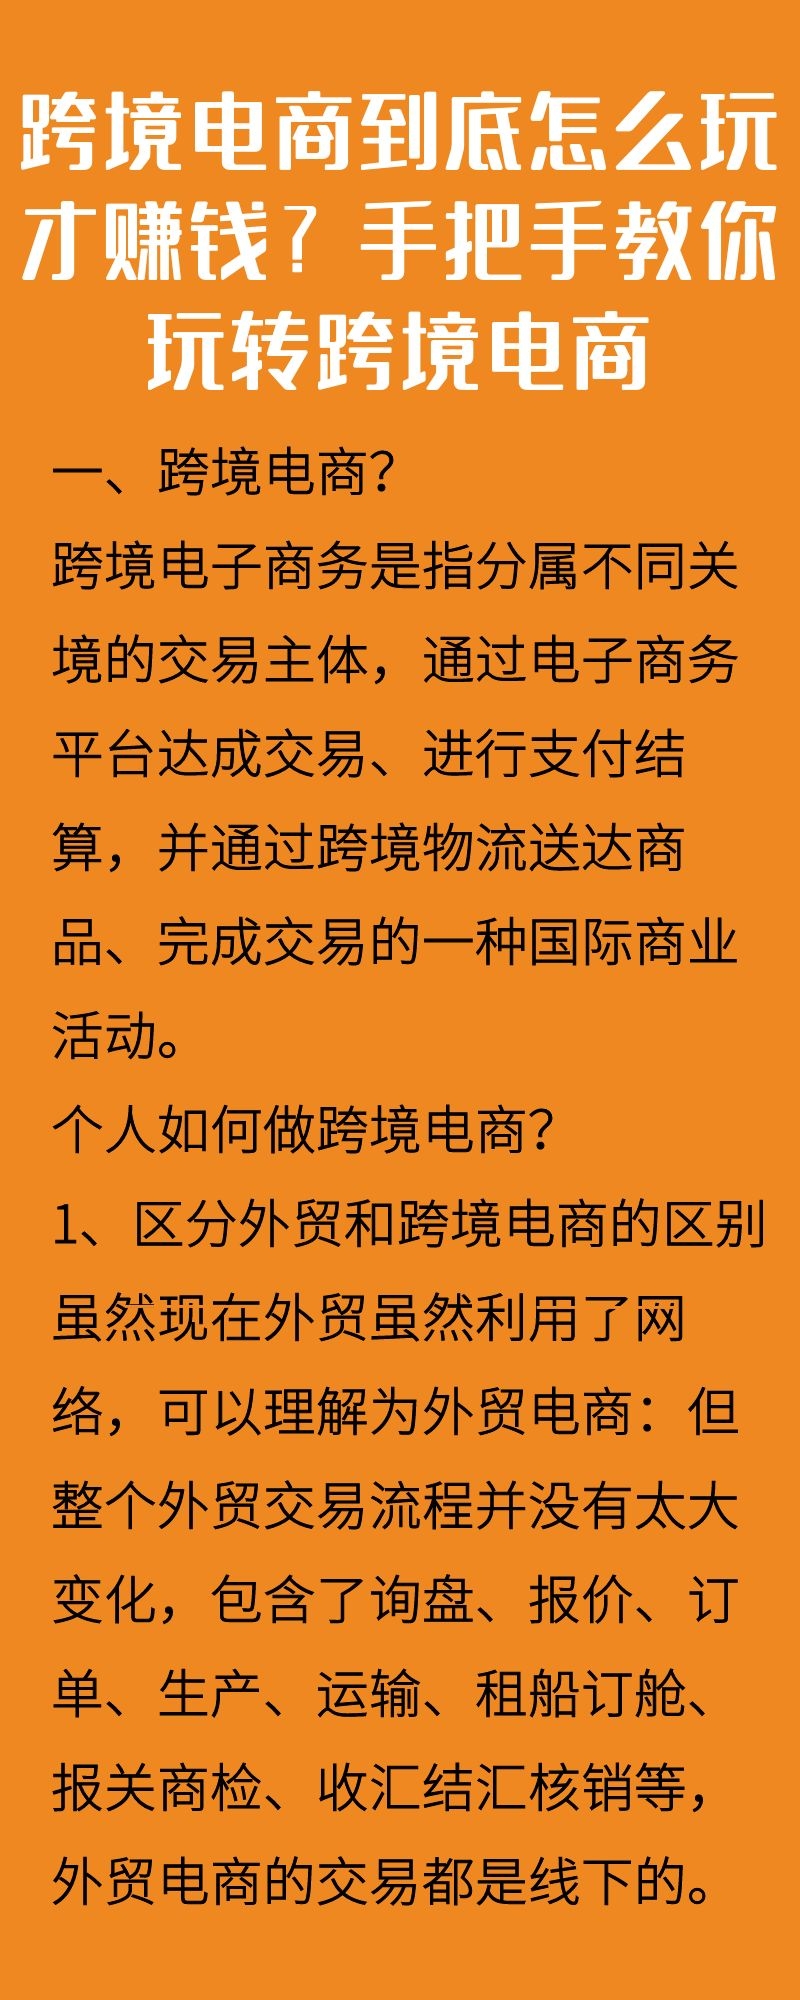 跨境电商到底怎么玩
才赚钱？手把手教你
玩转跨境电商
一、跨境电商？
跨境电子商务是指分属不同关
境的交易主体，通过电子商务
平台达成交易、进行支付结
算，并通过跨境物流送达商
品、完成交易的一种国际商业
活动。
个人如何做跨境电商？
1、区分外贸和跨境电商的区别
虽然现在外贸虽然利用了网
络，可以理解为外贸电商：但
整个外贸交易流程并没有太大
变化，包含了询盘、报价、订
单、生产、运输、租船订舱、
报关商检、收汇结汇核销等，
外贸电商的交易都是线下的。